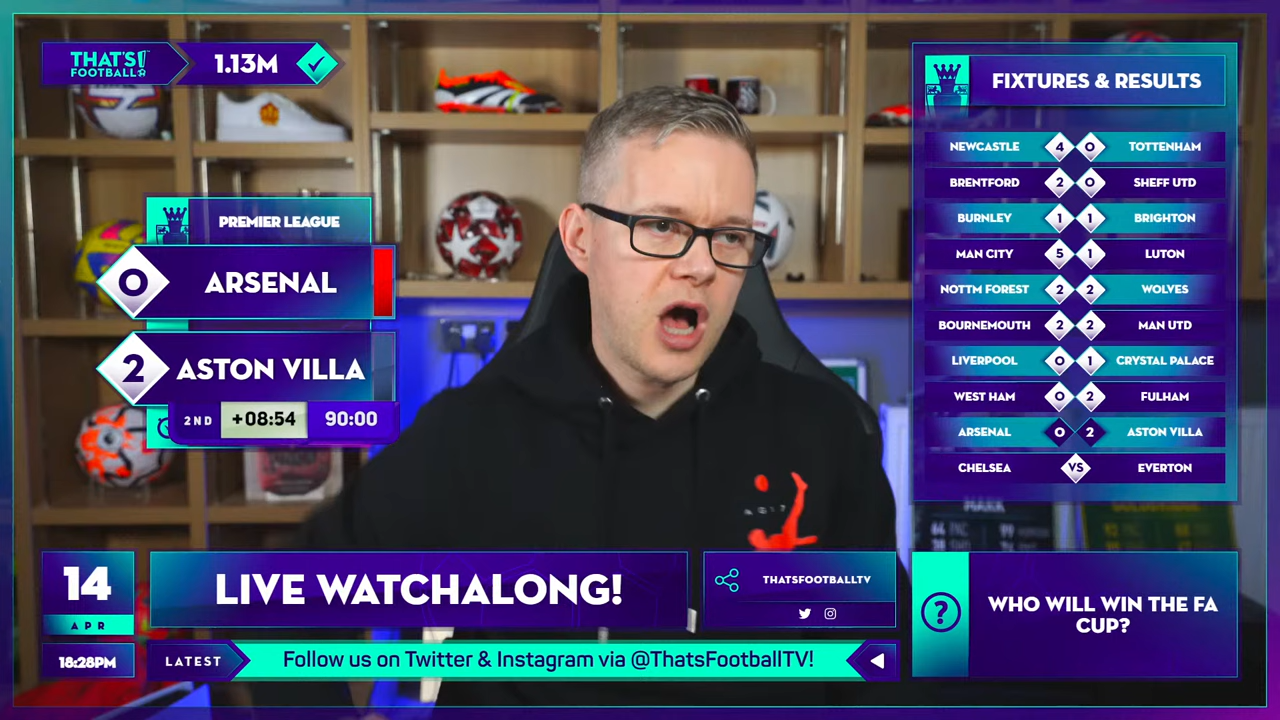 THAT'S
FOOTBALL
1.13M
PREMIER LEAGUE
0 ARSENAL
2 ASTON VILLA
2ND +08:54 90:00
FIXTURES & RESULTS
NEWCASTLE 4 0 TOTTENHAM
BRENTFORD 2 0 SHEFF UTD
BURNLEY 1 1 BRIGHTON
MAN CITY 5 1 LUTON
NOTTM FOREST 2 2 WOLVES
BOURNEMOUTH 2 2 MAN UTD
LIVERPOOL 0 1 CRYSTAL PALACE
WEST HAM 0 2 FULHAM
ARSENAL 0 2 ASTON VILLA
CHELSEA VS EVERTON
14
APR
18:28PM
LIVE WATCHALONG!
THATSFOOTBALLTV
LATEST
Follow us on Twitter & Instagram via @ThatsFootballTV!
?
WHO WILL WIN THE FA
CUP?